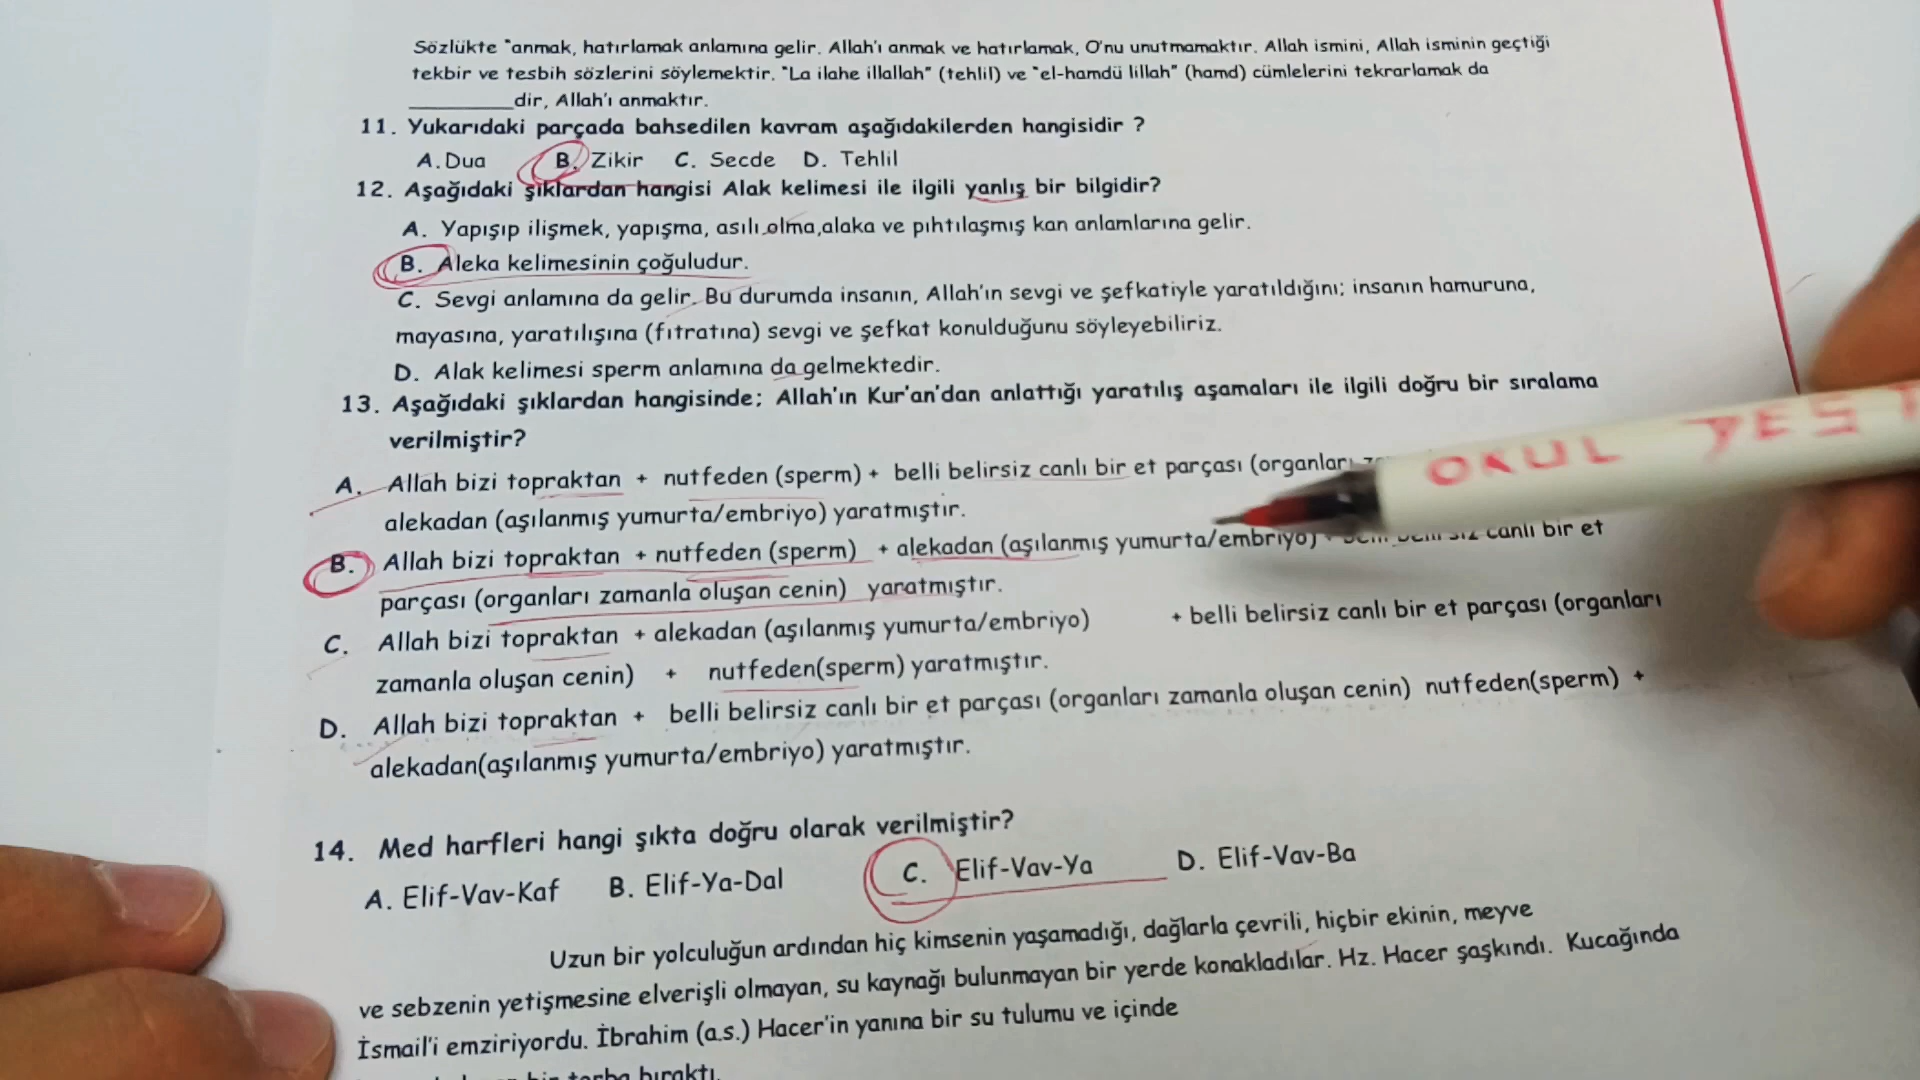 Sözlükte "anmak, hatırlamak anlamına gelir. Allah'ı anmak ve hatırlamak, O'nu unutmamaktır. Allah ismini, Allah isminin geçtiği
tekbir ve tesbih sözlerini söylemektir. "La ilahe illallah" (tehlil) ve "el-hamdü lillah" (hamd) cümlelerini tekrarlamak da
__________dir, Allah'ı anmaktır.
11. Yukarıdaki parçada bahsedilen kavram aşağıdakilerden hangisidir ?
A. Dua B. Zikir C. Secde D. Tehlil
12. Aşağıdaki şıklardan hangisi Alak kelimesi ile ilgili yanlış bir bilgidir?
A. Yapışıp ilişmek, yapışma, asılı olma,alaka ve pıhtılaşmış kan anlamlarına gelir.
B. Aleka kelimesinin çoğuludur.
C. Sevgi anlamına da gelir. Bu durumda insanın, Allah'ın sevgi ve şefkatiyle yaratıldığını; insanın hamuruna,
mayasına, yaratılışına (fıtratına) sevgi ve şefkat konulduğunu söyleyebiliriz.
D. Alak kelimesi sperm anlamına da gelmektedir.
13. Aşağıdaki şıklardan hangisinde; Allah'ın Kur'an'dan anlattığı yaratılış aşamaları ile ilgili doğru bir sıralama
verilmiştir?
A. Allah bizi topraktan + nutfeden (sperm) + belli belirsiz canlı bir et parçası (organları
alekadan (aşılanmış yumurta/embriyo) yaratmıştır.
B. Allah bizi topraktan + nutfeden (sperm) + alekadan (aşılanmış yumurta/embriyo) + belli belirsiz canlı bir et
parçası (organları zamanla oluşan cenin) yaratmıştır.
C. Allah bizi topraktan + alekadan (aşılanmış yumurta/embriyo) + belli belirsiz canlı bir et parçası (organları
zamanla oluşan cenin) + nutfeden(sperm) yaratmıştır.
D. Allah bizi topraktan + belli belirsiz canlı bir et parçası (organları zamanla oluşan cenin) nutfeden(sperm) +
alekadan(aşılanmış yumurta/embriyo) yaratmıştır.
14. Med harfleri hangi şıkta doğru olarak verilmiştir?
A. Elif-Vav-Kaf B. Elif-Ya-Dal C. Elif-Vav-Ya D. Elif-Vav-Ba
Uzun bir yolculuğun ardından hiç kimsenin yaşamadığı, dağlarla çevrili, hiçbir ekinin, meyve
ve sebzenin yetişmesine elverişli olmayan, su kaynağı bulunmayan bir yerde konakladılar. Hz. Hacer şaşkındı. Kucağında
İsmail'i emziriyordu. İbrahim (a.s.) Hacer'in yanına bir su tulumu ve içinde
bir torba bıraktı.
OKUL TEST